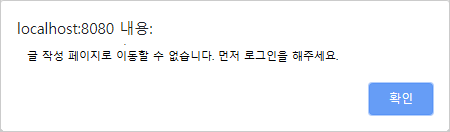 localhost:8080 내용:
글 작성 페이지로 이동할 수 없습니다. 먼저 로그인을 해주세요.
확인